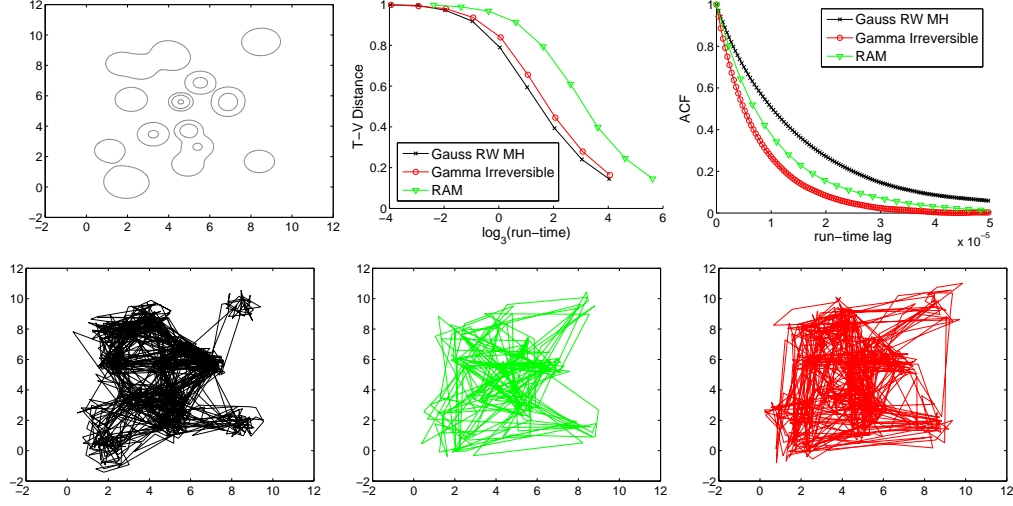 12
10
8
6
4
2
0
−2
−2 0 2 4 6 8 10 12
1
0.8
0.6
0.4
0.2
0
−4 −2 0 2 4 6
T−V Distance
log3(run−time)
Gauss RW MH
Gamma Irreversible
RAM
1
0.8
0.6
0.4
0.2
0
0 1 2 3 4 5
ACF
run−time lag
x 10^−5
Gauss RW MH
Gamma Irreversible
RAM
12
10
8
6
4
2
0
−2
−2 0 2 4 6 8 10 12
12
10
8
6
4
2
0
−2
−2 0 2 4 6 8 10 12
12
10
8
6
4
2
0
−2
−2 0 2 4 6 8 10 12